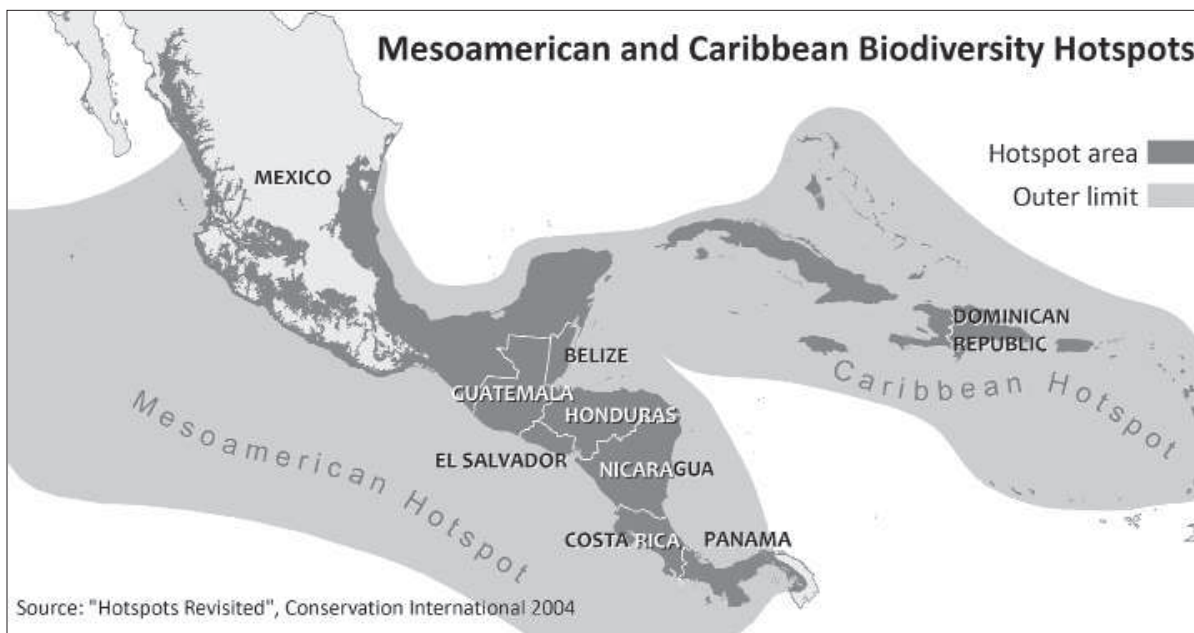 Mesoamerican and Caribbean Biodiversity Hotspots
Hotspot area
Outer limit
MEXICO
DOMINICAN
REPUBLIC
BELIZE
Caribbean Hotspot
GUATEMALA
HONDURAS
Mesoamerican Hotspot
EL SALVADOR
NICARAGUA
COSTA RICA
PANAMA
Source: "Hotspots Revisited", Conservation International 2004